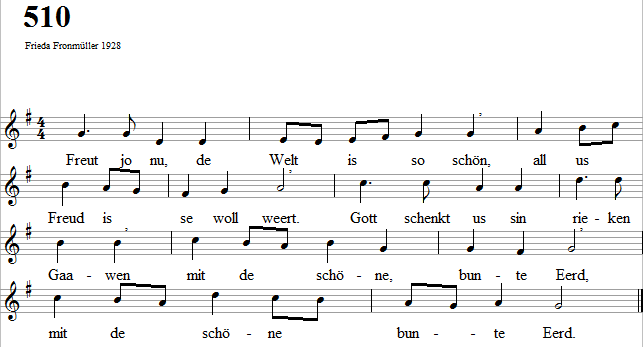 510
Frieda Fronmüller 1928
4 4
Freut jo nu, de Welt is so schön, all us
Freud is se woll weert. Gott schenkt us sin rie - ken
Gaa - wen mit de schö - ne, bun - te Eerd,
mit de schö - ne bun - - te Eerd.